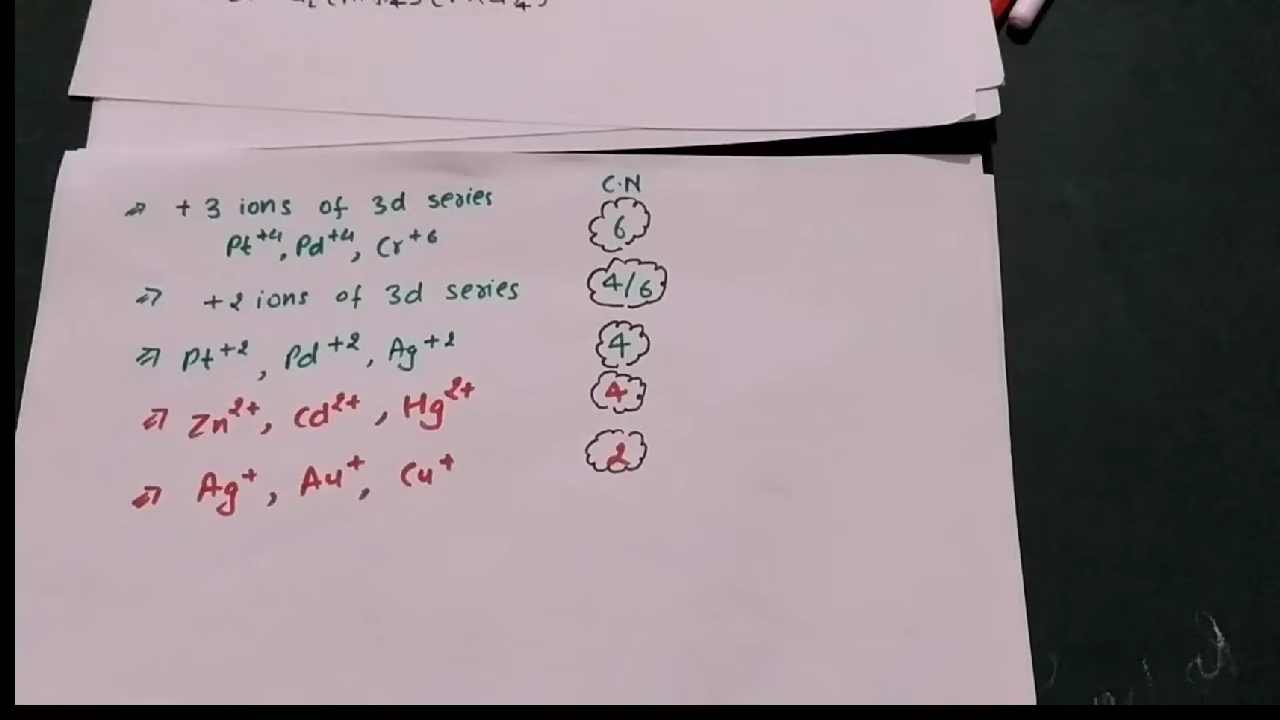 C.N
⇒ +3 ions of 3d series 6
Pt+4, Pd+4, Cr+6
⇒ +2 ions of 3d series 4/6
⇒ Pt+2, Pd+2, Ag+2 4
⇒ Zn2+, Cd2+, Hg2+ 4
⇒ Ag+, Au+, Cu+ 2